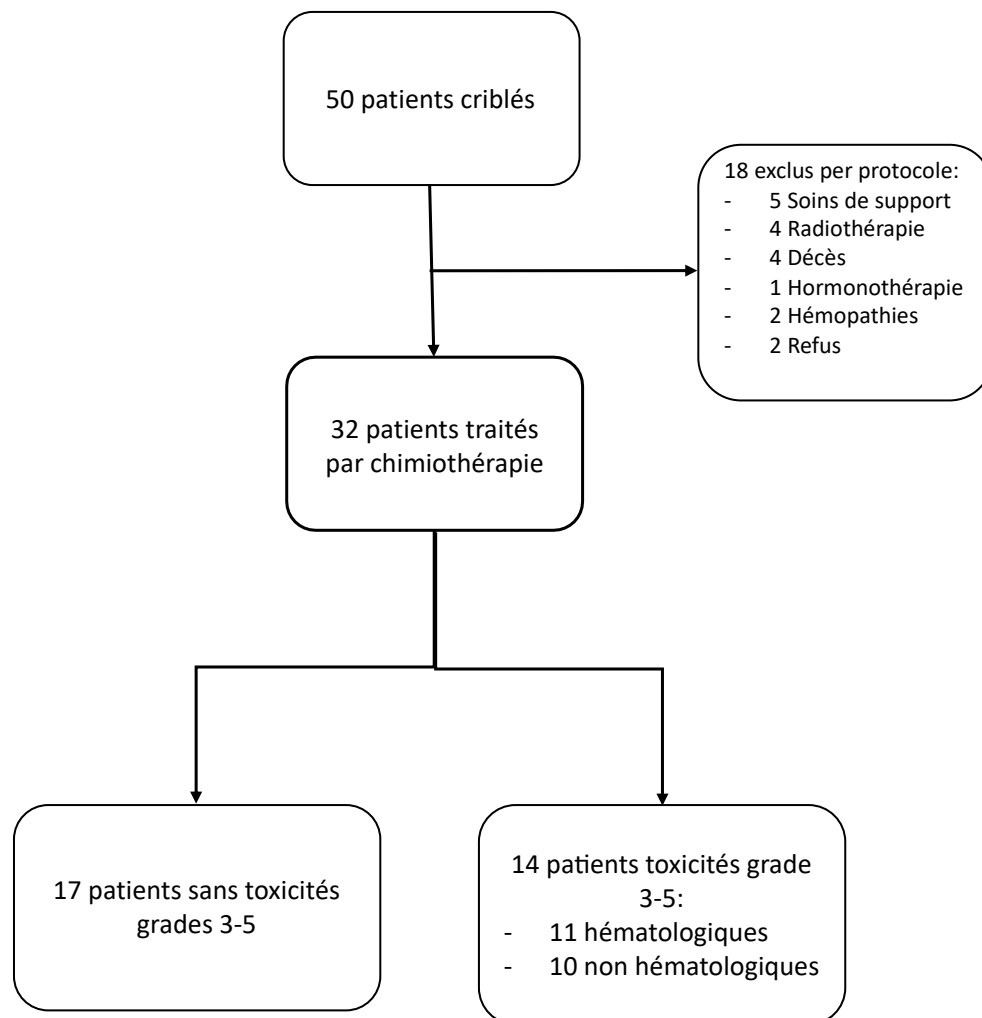 50 patients criblés
18 exclus per protocole:
- 5 Soins de support
- 4 Radiothérapie
- 4 Décès
- 1 Hormonothérapie
- 2 Hémopathies
- 2 Refus
32 patients traités
par chimiothérapie
17 patients sans toxicités
grades 3-5
14 patients toxicités grade
3-5:
- 11 hématologiques
- 10 non hématologiques